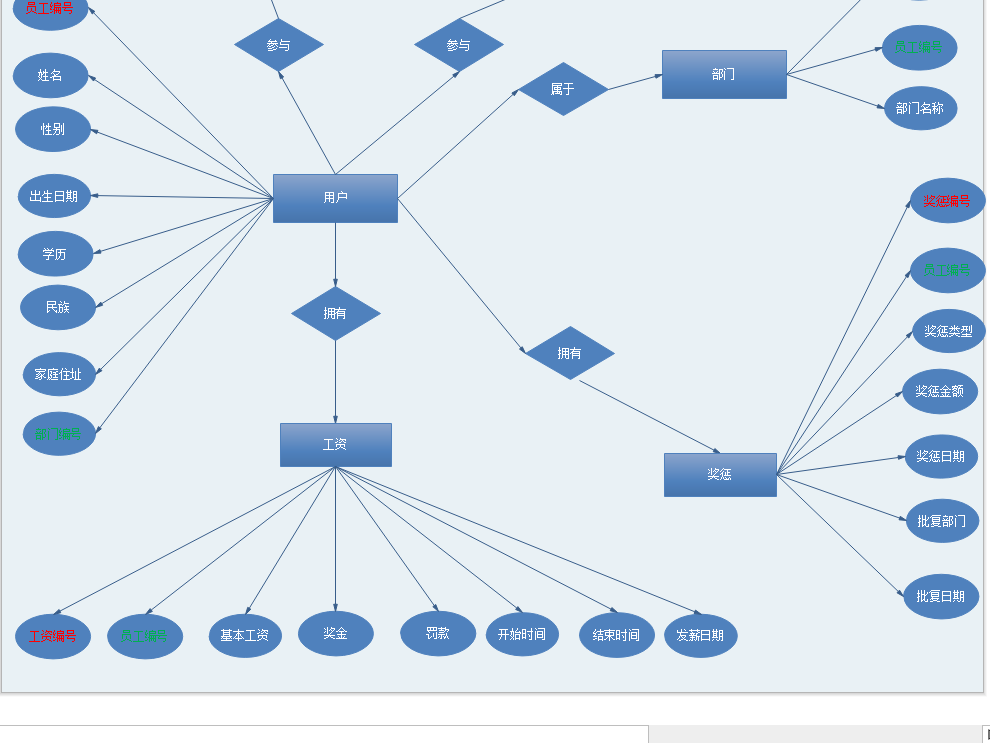 员工编号
参与
参与
员工编号
姓名
部门
属于
部门名称
性别
出生日期
用户
奖惩编号
学历
员工编号
民族
拥有
奖惩类型
拥有
家庭住址
奖惩金额
部门编号
工资
奖惩日期
奖惩
批复部门
批复日期
工资编号
员工编号
基本工资
奖金
罚款
开始时间
结束时间
发薪日期